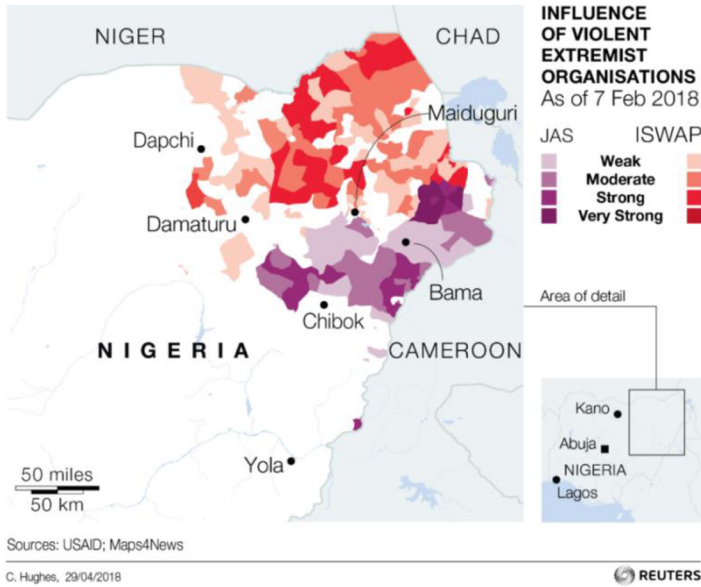 INFLUENCE
OF VIOLENT
EXTREMIST
ORGANISATIONS
As of 7 Feb 2018
JAS ISWAP
Weak
Moderate
Strong
Very Strong
NIGER
CHAD
Maiduguri
Dapchi
Damaturu
Bama
Chibok
NIGERIA
CAMEROON
Yola
50 miles
50 km
Area of detail
Kano
Abuja
NIGERIA
Lagos
Sources: USAID; Maps4News
C. Hughes, 29/04/2018
REUTERS